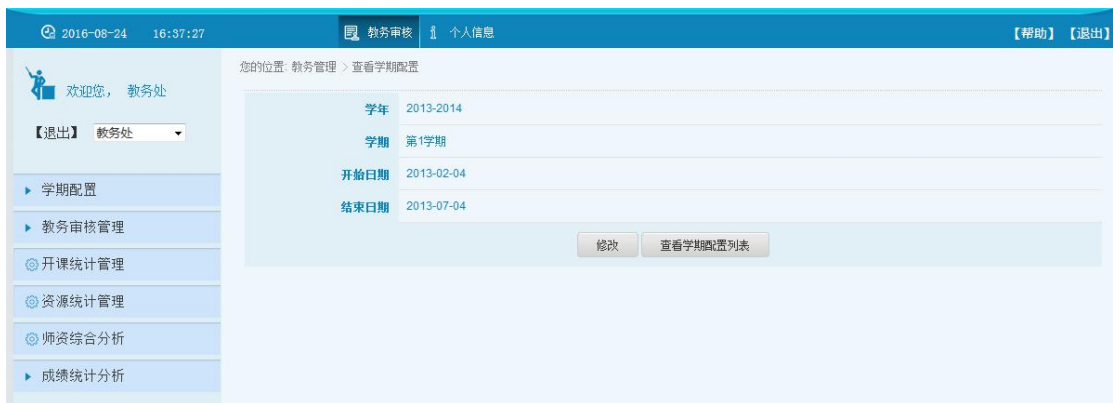 2016-08-24 16:37:27 教务审核 个人信息 【帮助】 【退出】
欢迎您， 教务处
【退出】 教务处
学期配置
教务审核管理
开课统计管理
资源统计管理
师资综合分析
成绩统计分析
您的位置: 教务管理 > 查看学期配置
学年 2013-2014
学期 第1学期
开始日期 2013-02-04
结束日期 2013-07-04
修改 查看学期配置列表